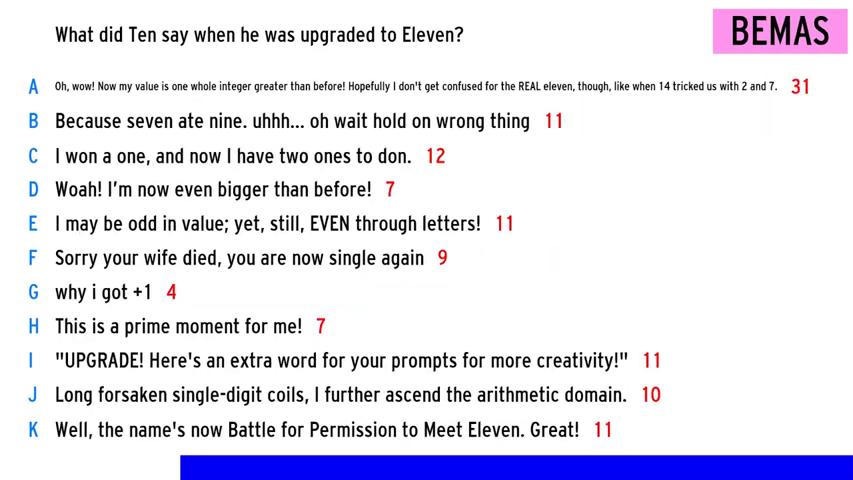 What did Ten say when he was upgraded to Eleven?
BEMAS
A Oh, wow! Now my value is one whole integer greater than before! Hopefully I don't get confused for the REAL eleven, though, like when 14 tricked us with 2 and 7. 31
B Because seven ate nine. uhhh... oh wait hold on wrong thing 11
C I won a one, and now I have two ones to don. 12
D Woah! I'm now even bigger than before! 7
E I may be odd in value; yet, still, EVEN through letters! 11
F Sorry your wife died, you are now single again 9
G why i got +1 4
H This is a prime moment for me! 7
I "UPGRADE! Here's an extra word for your prompts for more creativity!" 11
J Long forsaken single-digit coils, I further ascend the arithmetic domain. 10
K Well, the name's now Battle for Permission to Meet Eleven. Great! 11